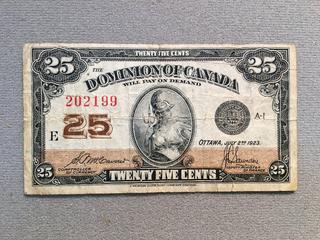 TWENTY FIVE CENTS
25 25
THE
DOMINION OF CANADA
WILL PAY ON DEMAND
202199
E 25
A-1
OTTAWA, JULY 2ND 1923.
25 TWENTY FIVE CENTS 25